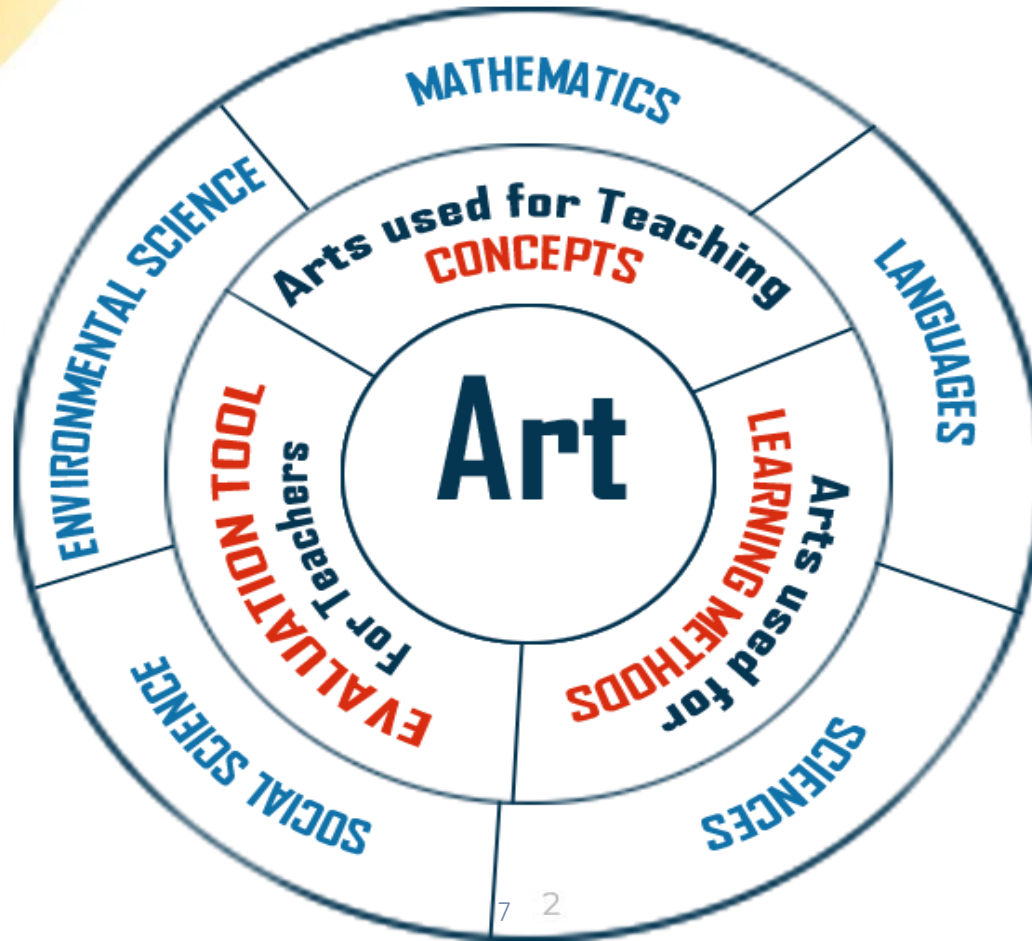 MATHEMATICS
LANGUAGES
SCIENCES
SOCIAL SCIENCE
ENVIRONMENTAL SCIENCE
Arts used for Teaching
CONCEPTS
Arts used for
LEARNING METHODS
EVALUATION TOOL
For Teachers
Art
7
2